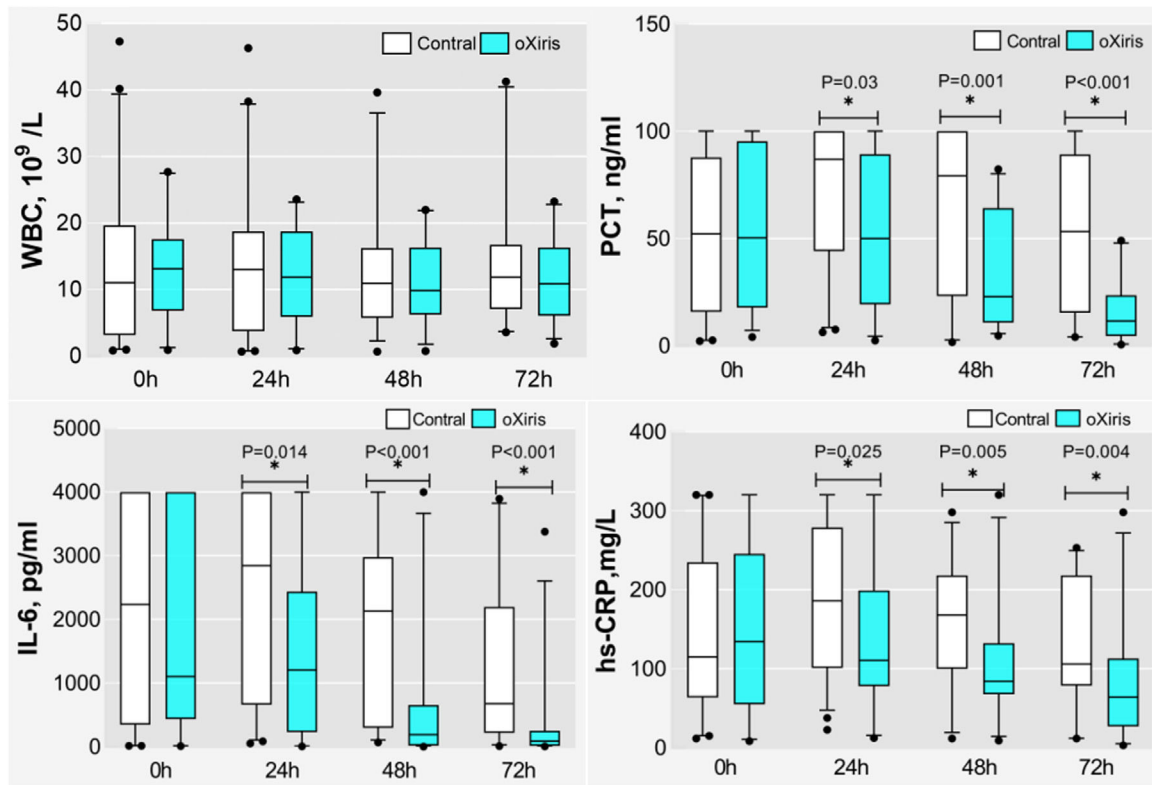 50
40
30
20
10
0
WBC, 10⁹ /L
Contral
oXiris
0h
24h
48h
72h
150
100
50
0
PCT, ng/ml
Contral
oXiris
P=0.03
*
P=0.001
*
P<0.001
*
0h
24h
48h
72h
5000
4000
3000
2000
1000
0
IL-6, pg/ml
Contral
oXiris
P=0.014
*
P<0.001
*
P<0.001
*
0h
24h
48h
72h
400
300
200
100
0
hs-CRP,mg/L
Contral
oXiris
P=0.025
*
P=0.005
*
P=0.004
*
0h
24h
48h
72h